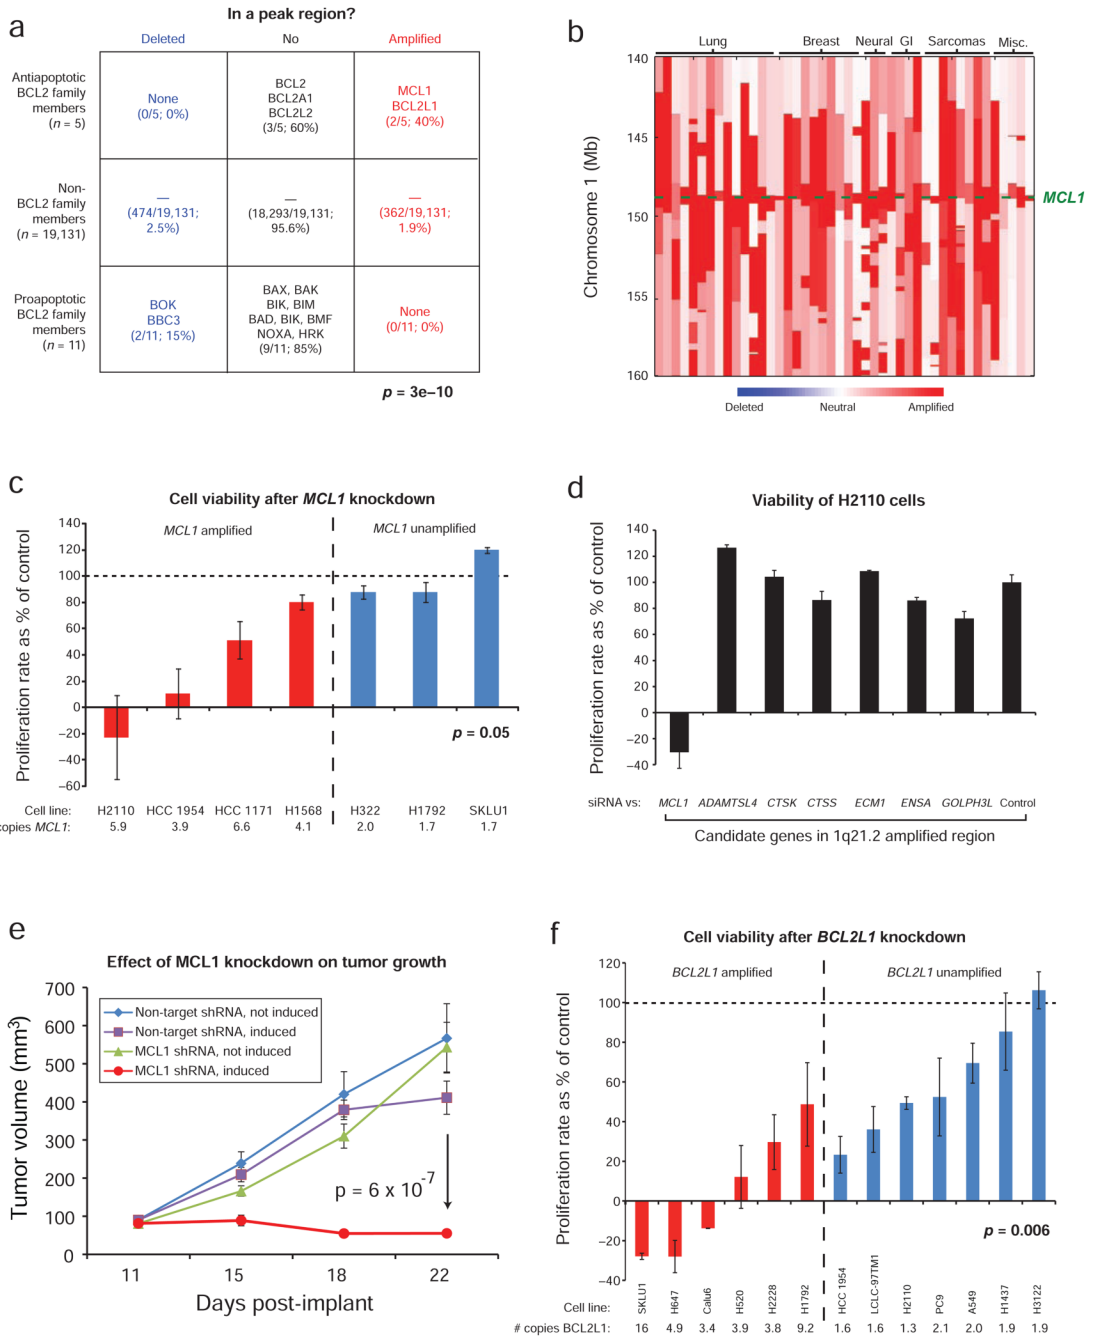 a
In a peak region?
Deleted
No
Amplified
Antiapoptotic
BCL2 family
members
(n = 5)
None
(0/5; 0%)
BCL2
BCL2A1
BCL2L2
(3/5; 60%)
MCL1
BCL2L1
(2/5; 40%)
Non-
BCL2 family
members
(n = 19,131)
—
(474/19,131;
2.5%)
—
(18,293/19,131;
95.6%)
—
(362/19,131;
1.9%)
Proapoptotic
BCL2 family
members
(n = 11)
BOK
BBC3
(2/11; 15%)
BAX, BAK
BIK, BIM
BAD, BIK, BMF
NOXA, HRK
(9/11; 85%)
None
(0/11; 0%)
p = 3e–10
b
Lung Breast Neural GI Sarcomas Misc.
Chromosome 1 (Mb)
140
145
150
155
160
MCL1
Deleted Neutral Amplified
c
Cell viability after MCL1 knockdown
MCL1 amplified
MCL1 unamplified
Proliferation rate as % of control
140
120
100
80
60
40
20
0
−20
−40
−60
p = 0.05
Cell line: H2110 HCC 1954 HCC 1171 H1568 H322 H1792 SKLU1
copies MCL1: 5.9 3.9 6.6 4.1 2.0 1.7 1.7
d
Viability of H2110 cells
Proliferation rate as % of control
140
120
100
80
60
40
20
0
−20
−40
siRNA vs: MCL1 ADAMTSL4 CTSK CTSS ECM1 ENSA GOLPH3L Control
Candidate genes in 1q21.2 amplified region
e
Effect of MCL1 knockdown on tumor growth
Tumor volume (mm3)
700
600
500
400
300
200
100
0
Non-target shRNA, not induced
Non-target shRNA, induced
MCL1 shRNA, not induced
MCL1 shRNA, induced
p = 6 x 10-7
11 15 18 22
Days post-implant
f
Cell viability after BCL2L1 knockdown
BCL2L1 amplified
BCL2L1 unamplified
Proliferation rate as % of control
120
100
80
60
40
20
0
−20
−40
p = 0.006
Cell line: SKLU1 H647 Calu6 H520 H2228 H1792 HCC 1954 LCLC-97TM1 H2110 PC9 A549 H1437 H3122
# copies BCL2L1: 16 4.9 3.4 3.9 3.8 9.2 1.6 1.6 1.3 2.1 2.0 1.9 1.9